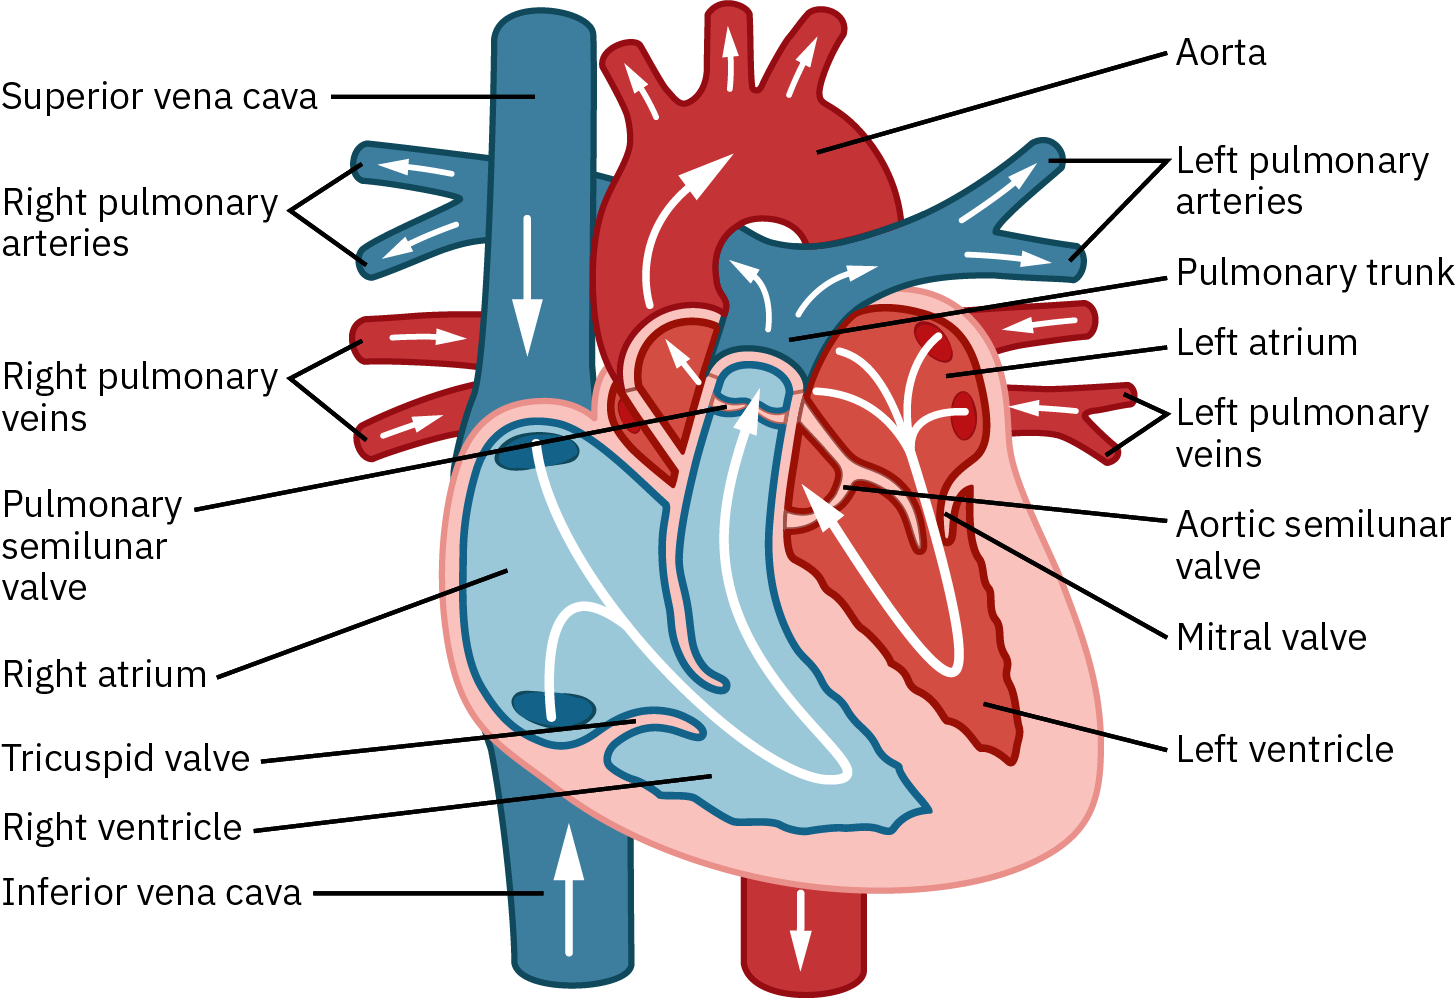 Superior vena cava
Right pulmonary
arteries
Right pulmonary
veins
Pulmonary
semilunar
valve
Right atrium
Tricuspid valve
Right ventricle
Inferior vena cava
Aorta
Left pulmonary
arteries
Pulmonary trunk
Left atrium
Left pulmonary
veins
Aortic semilunar
valve
Mitral valve
Left ventricle